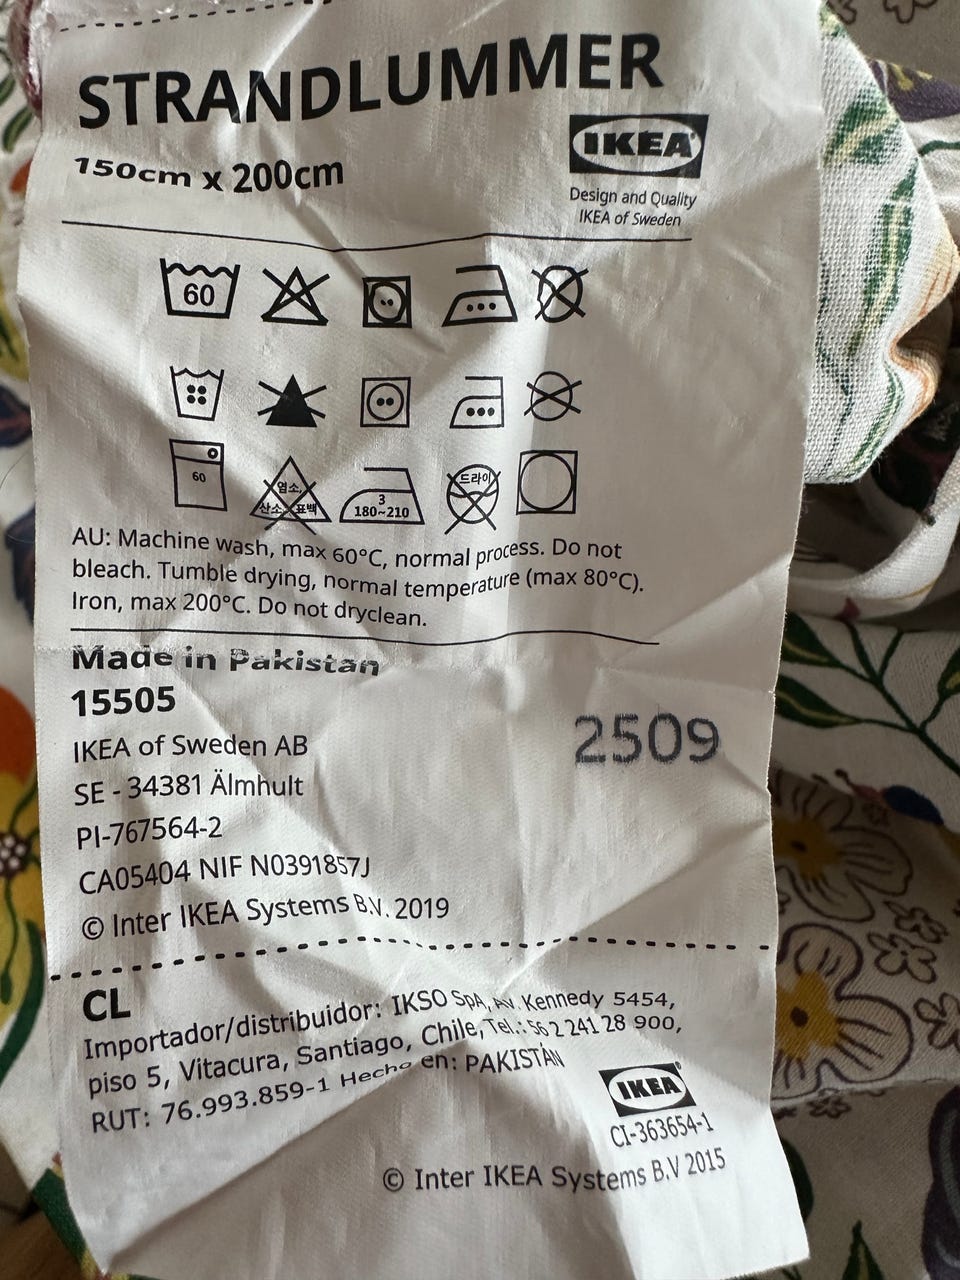 STRANDLUMMER
150cm x 200cm
IKEA®
Design and Quality
IKEA of Sweden
60
60
염소,
산소, 표백
3
180~210
드라이
AU: Machine wash, max 60°C, normal process. Do not
bleach. Tumble drying, normal temperature (max 80°C).
Iron, max 200°C. Do not dryclean.
Made in Pakistan
15505
2509
IKEA of Sweden AB
SE - 34381 Älmhult
PI-767564-2
CA05404 NIF N0391857J
© Inter IKEA Systems B.V. 2019
CL
Importador/distribuidor: IKSO SpA, Av. Kennedy 5454,
piso 5, Vitacura, Santiago, Chile, Tel.: 56 2 241 28 900,
RUT: 76.993.859-1 Hecho en: PAKISTÁN
IKEA®
CI-363654-1
© Inter IKEA Systems B.V 2015